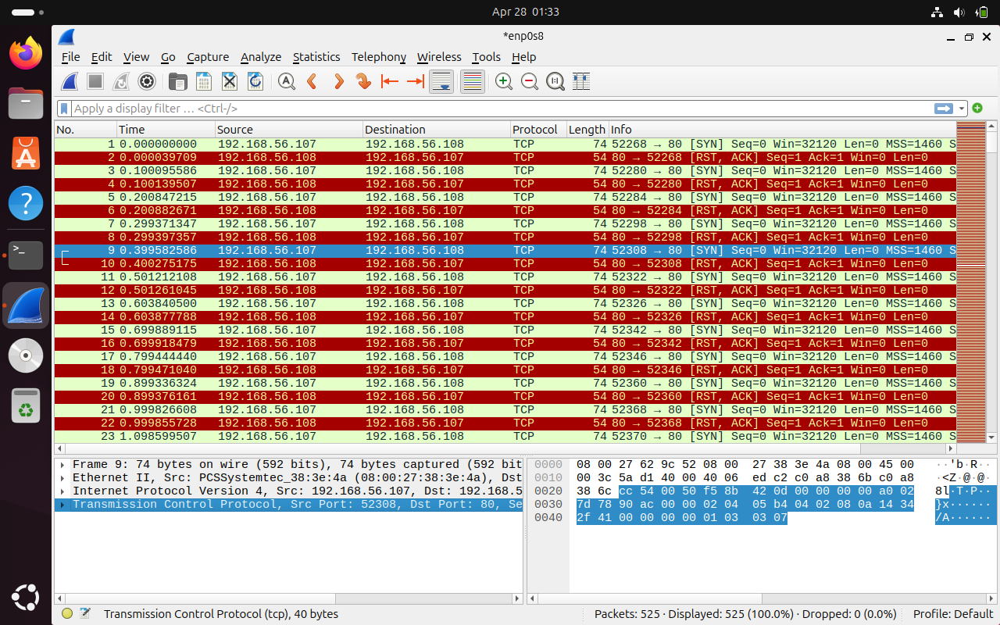 Apr 28 01:33
*enp0s8
File Edit View Go Capture Analyze Statistics Telephony Wireless Tools Help
Apply a display filter … <Ctrl-/>
No. Time Source Destination Protocol Length Info
1 0.000000000 192.168.56.107 192.168.56.108 TCP 74 52268 → 80 [SYN] Seq=0 Win=32120 Len=0 MSS=1460 S
2 0.000039709 192.168.56.108 192.168.56.107 TCP 54 80 → 52268 [RST, ACK] Seq=1 Ack=1 Win=0 Len=0
3 0.100095586 192.168.56.107 192.168.56.108 TCP 74 52280 → 80 [SYN] Seq=0 Win=32120 Len=0 MSS=1460 S
4 0.100139507 192.168.56.108 192.168.56.107 TCP 54 80 → 52280 [RST, ACK] Seq=1 Ack=1 Win=0 Len=0
5 0.200847215 192.168.56.107 192.168.56.108 TCP 74 52284 → 80 [SYN] Seq=0 Win=32120 Len=0 MSS=1460 S
6 0.200882671 192.168.56.108 192.168.56.107 TCP 54 80 → 52284 [RST, ACK] Seq=1 Ack=1 Win=0 Len=0
7 0.299371347 192.168.56.107 192.168.56.108 TCP 74 52298 → 80 [SYN] Seq=0 Win=32120 Len=0 MSS=1460 S
8 0.299397357 192.168.56.108 192.168.56.107 TCP 54 80 → 52298 [RST, ACK] Seq=1 Ack=1 Win=0 Len=0
9 0.399582586 192.168.56.107 192.168.56.108 TCP 74 52308 → 80 [SYN] Seq=0 Win=32120 Len=0 MSS=1460 S
10 0.400275175 192.168.56.108 192.168.56.107 TCP 54 80 → 52308 [RST, ACK] Seq=1 Ack=1 Win=0 Len=0
11 0.501212108 192.168.56.107 192.168.56.108 TCP 74 52322 → 80 [SYN] Seq=0 Win=32120 Len=0 MSS=1460 S
12 0.501261045 192.168.56.108 192.168.56.107 TCP 54 80 → 52322 [RST, ACK] Seq=1 Ack=1 Win=0 Len=0
13 0.603840500 192.168.56.107 192.168.56.108 TCP 74 52326 → 80 [SYN] Seq=0 Win=32120 Len=0 MSS=1460 S
14 0.603877788 192.168.56.108 192.168.56.107 TCP 54 80 → 52326 [RST, ACK] Seq=1 Ack=1 Win=0 Len=0
15 0.699889115 192.168.56.107 192.168.56.108 TCP 74 52342 → 80 [SYN] Seq=0 Win=32120 Len=0 MSS=1460 S
16 0.699918479 192.168.56.108 192.168.56.107 TCP 54 80 → 52342 [RST, ACK] Seq=1 Ack=1 Win=0 Len=0
17 0.799444440 192.168.56.107 192.168.56.108 TCP 74 52346 → 80 [SYN] Seq=0 Win=32120 Len=0 MSS=1460 S
18 0.799471040 192.168.56.108 192.168.56.107 TCP 54 80 → 52346 [RST, ACK] Seq=1 Ack=1 Win=0 Len=0
19 0.899336324 192.168.56.107 192.168.56.108 TCP 74 52360 → 80 [SYN] Seq=0 Win=32120 Len=0 MSS=1460 S
20 0.899376161 192.168.56.108 192.168.56.107 TCP 54 80 → 52360 [RST, ACK] Seq=1 Ack=1 Win=0 Len=0
21 0.999826608 192.168.56.107 192.168.56.108 TCP 74 52368 → 80 [SYN] Seq=0 Win=32120 Len=0 MSS=1460 S
22 0.999855728 192.168.56.108 192.168.56.107 TCP 54 80 → 52368 [RST, ACK] Seq=1 Ack=1 Win=0 Len=0
23 1.098599507 192.168.56.107 192.168.56.108 TCP 74 52370 → 80 [SYN] Seq=0 Win=32120 Len=0 MSS=1460 S
Frame 9: 74 bytes on wire (592 bits), 74 bytes captured (592 bit
Ethernet II, Src: PCSSystemtec_38:3e:4a (08:00:27:38:3e:4a), Dst
Internet Protocol Version 4, Src: 192.168.56.107, Dst: 192.168.5
Transmission Control Protocol, Src Port: 52308, Dst Port: 80, Se
0000 08 00 27 62 9c 52 08 00 27 38 3e 4a 08 00 45 00 ··'b·R··
0010 00 3c 5a d1 40 00 40 06 ed c2 c0 a8 38 6b c0 a8 ·<Z·@·@·
0020 38 6c cc 54 00 50 f5 8b 42 0d 00 00 00 00 a0 02 8l·T·P··
0030 7d 78 90 ac 00 00 02 04 05 b4 04 02 08 0a 14 34 }x······
0040 2f 41 00 00 00 00 01 03 03 07 /A······
Transmission Control Protocol (tcp), 40 bytes
Packets: 525 · Displayed: 525 (100.0%) · Dropped: 0 (0.0%)
Profile: Default